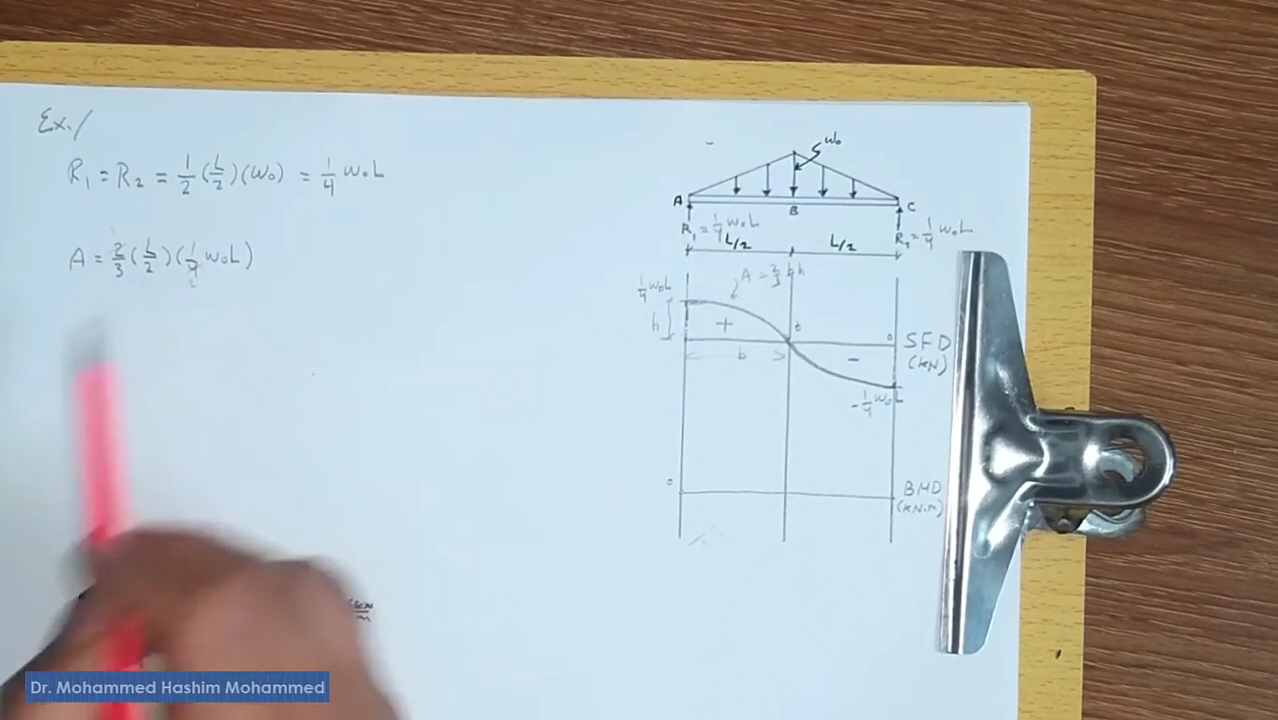 Ex./
R₁ = R₂ = 1/2 (L/2)(W₀) = 1/4 W₀L
A = 2/3 (L/2)(1/4 W₀L)
W₀
A
B
C
R₁ = 1/4 W₀L
R₂ = 1/4 W₀L
L/2
L/2
1/4 W₀L
A = 2/3 b h
h
+
0
0
SFD
(kN)
b
−
-1/4 W₀L
0
BMD
(kN.m)
Dr. Mohammed Hashim Mohammed